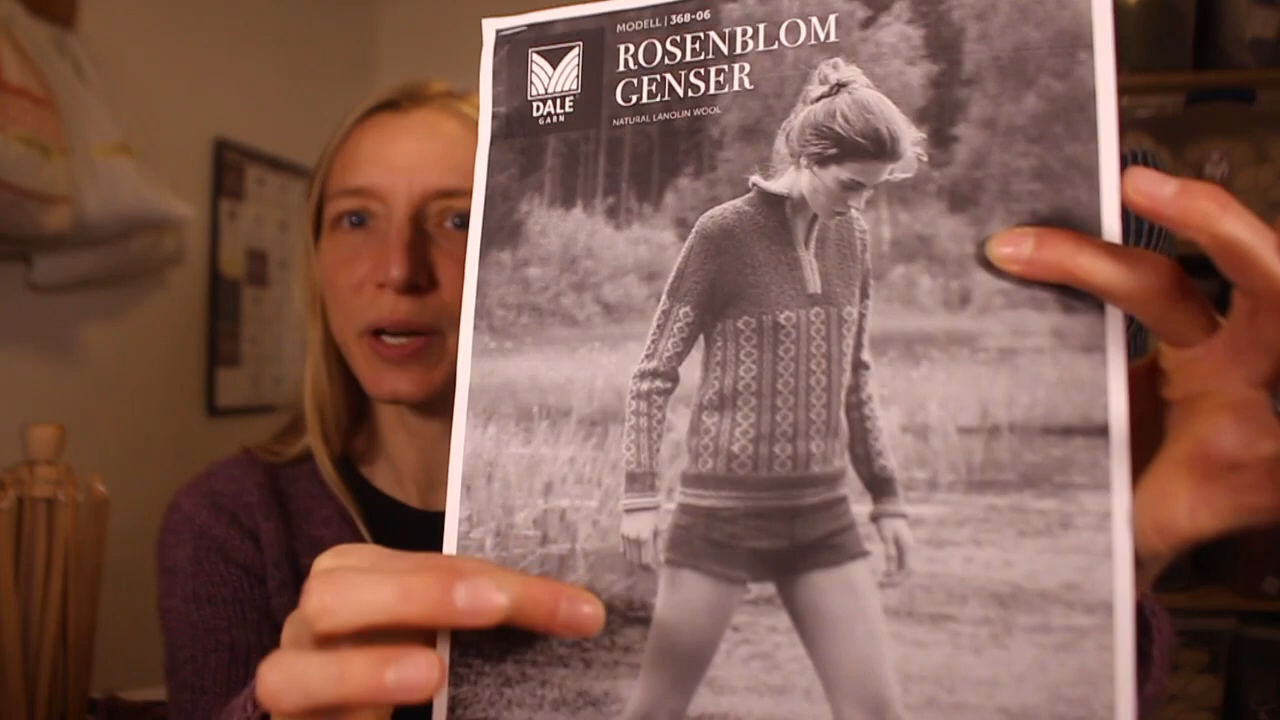 MODELL | 368-06
ROSENBLOM
GENSER
NATURAL LANOLIN WOOL
DALE
GARN